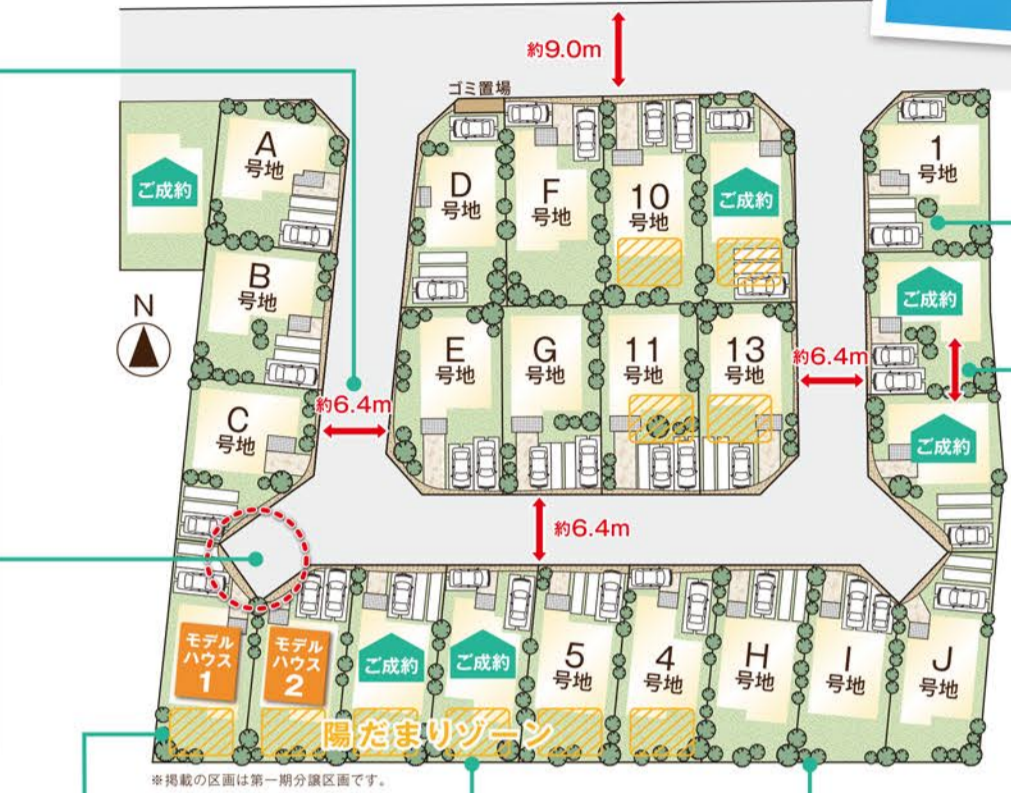 約9.0m
ゴミ置場
A
号地
ご成約
D
号地
F
号地
10
号地
ご成約
1
号地
B
号地
ご成約
N
E
号地
G
号地
11
号地
13
号地
約6.4m
約6.4m
C
号地
ご成約
約6.4m
モデル
ハウス
1
モデル
ハウス
2
ご成約
ご成約
5
号地
4
号地
H
号地
I
号地
J
号地
陽だまりゾーン
※掲載の区画は第一期分譲区画です。